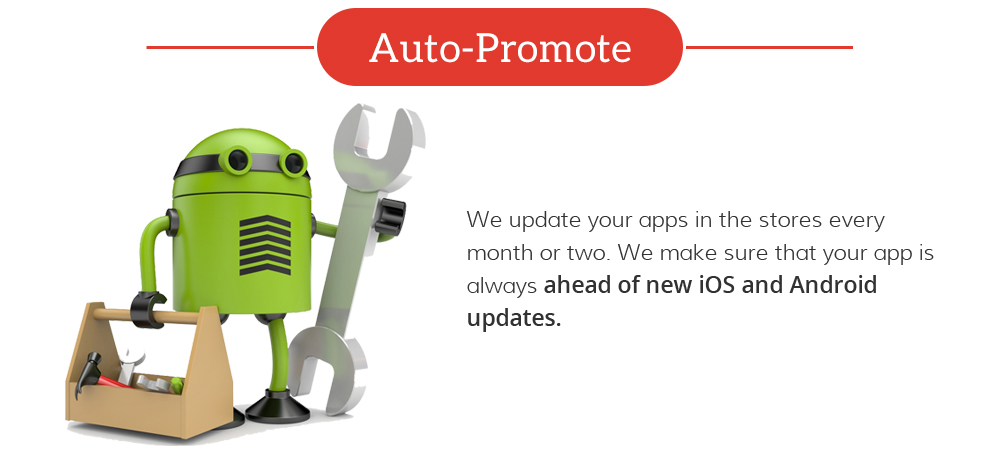 Auto-Promote
We update your apps in the stores every
month or two. We make sure that your app is
always ahead of new iOS and Android
updates.